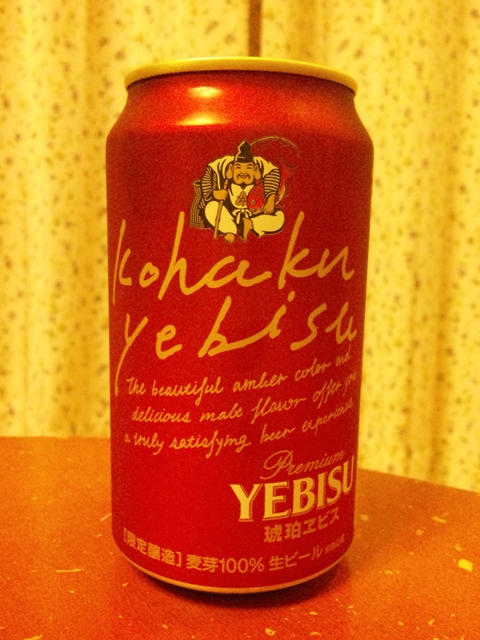 kohaku
yebisu
The beautiful amber color and
delicious malt flavor offer you
a truly satisfying beer experience.
Premium
YEBISU
琥珀ヱビス
[限定醸造] 麦芽100% 生ビール